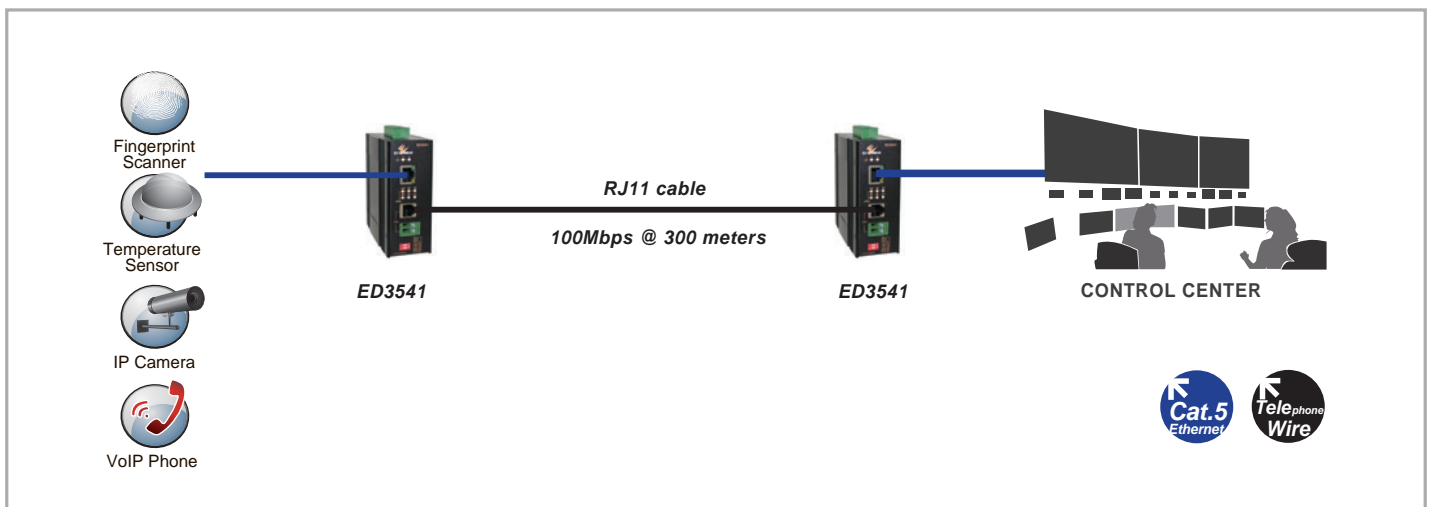 Fingerprint
Scanner
Temperature
Sensor
IP Camera
VoIP Phone
ED3541
RJ11 cable
100Mbps @ 300 meters
ED3541
CONTROL CENTER
Cat.5
Ethernet
Telephone
Wire